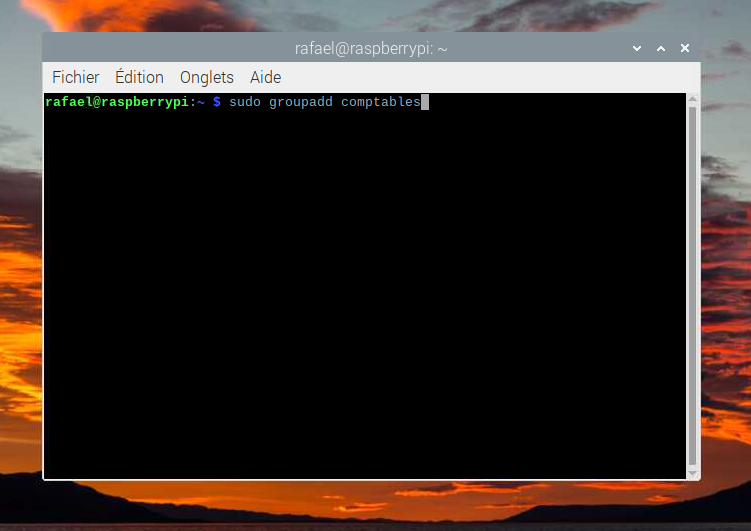 rafael@raspberrypi: ~
Fichier Édition Onglets Aide
rafael@raspberrypi:~ $ sudo groupadd comptables